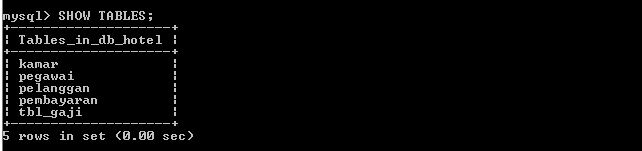 mysql> SHOW TABLES;
+--------------------+
| Tables_in_db_hotel |
+--------------------+
| kamar              |
| pegawai            |
| pelanggan          |
| pembayaran         |
| tbl_gaji           |
+--------------------+
5 rows in set (0.00 sec)